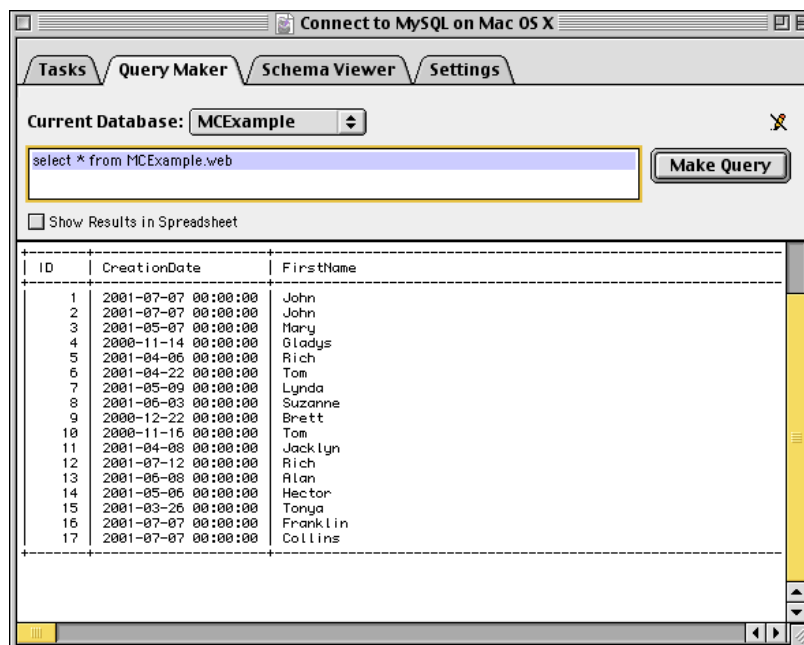 Connect to MySQL on Mac OS X
Tasks Query Maker Schema Viewer Settings
Current Database: MCExample
select * from MCExample.web
Make Query
Show Results in Spreadsheet
ID CreationDate FirstName
1 2001-07-07 00:00:00 John
2 2001-07-07 00:00:00 John
3 2001-05-07 00:00:00 Mary
4 2000-11-14 00:00:00 Gladys
5 2001-04-06 00:00:00 Rich
6 2001-04-22 00:00:00 Tom
7 2001-05-09 00:00:00 Lynda
8 2001-06-03 00:00:00 Suzanne
9 2000-12-22 00:00:00 Brett
10 2000-11-16 00:00:00 Tom
11 2001-04-08 00:00:00 Jacklyn
12 2001-07-12 00:00:00 Rich
13 2001-06-08 00:00:00 Alan
14 2001-05-06 00:00:00 Hector
15 2001-03-26 00:00:00 Tonya
16 2001-07-07 00:00:00 Franklin
17 2001-07-07 00:00:00 Collins